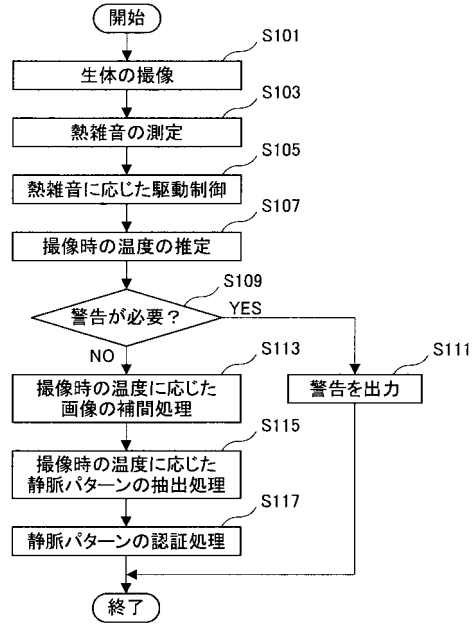 開始
S101
生体の撮像
S103
熱雑音の測定
S105
熱雑音に応じた駆動制御
S107
撮像時の温度の推定
S109
警告が必要?
YES
NO
S113
撮像時の温度に応じた
画像の補間処理
S111
警告を出力
S115
撮像時の温度に応じた
静脈パターンの抽出処理
S117
静脈パターンの認証処理
終了